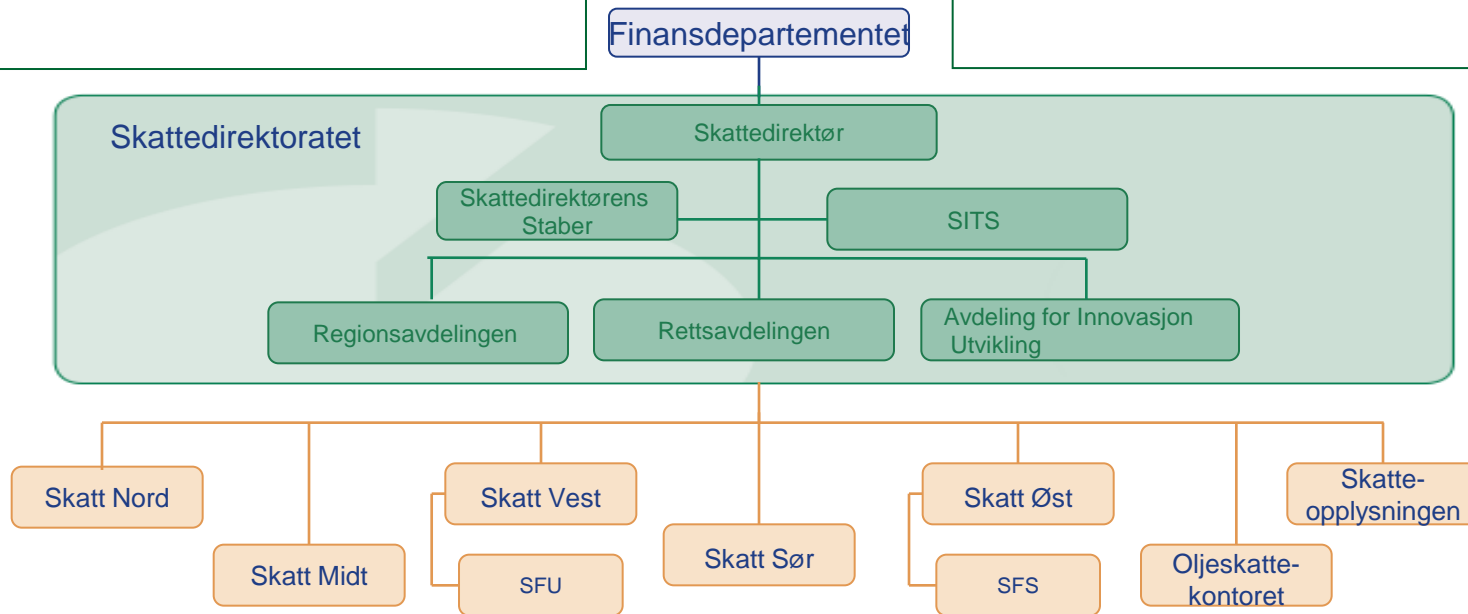 Finansdepartementet
Skattedirektoratet
Skattedirektør
Skattedirektørens
Staber
SITS
Regionsavdelingen
Rettsavdelingen
Avdeling for Innovasjon
Utvikling
Skatt Nord
Skatt Midt
Skatt Vest
SFU
Skatt Sør
Skatt Øst
SFS
Oljeskatte-
kontoret
Skatte-
opplysningen